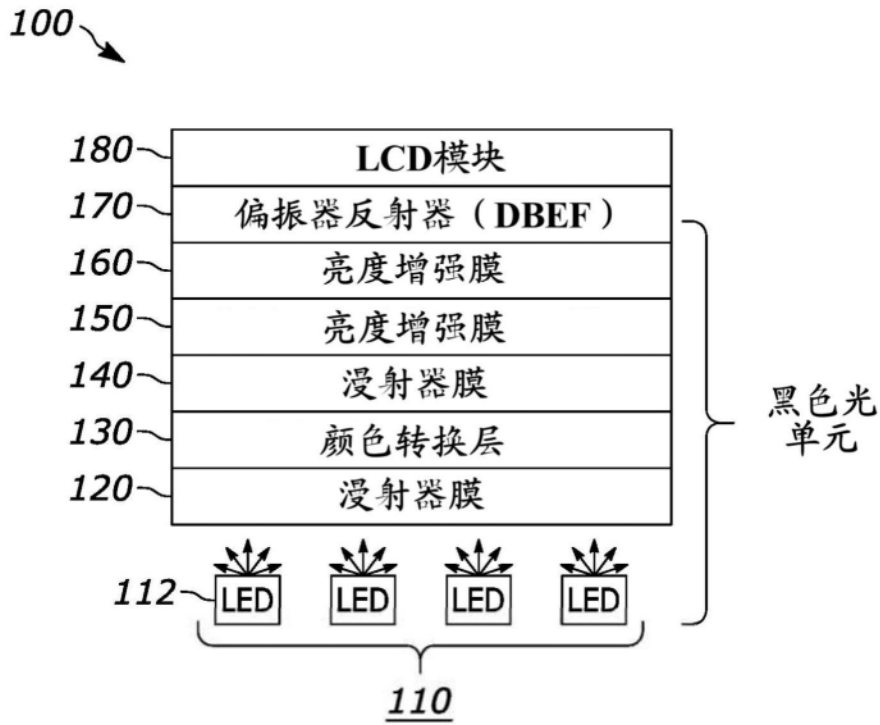 100
180 LCD模块
170 偏振器反射器(DBEF)
160 亮度增强膜
150 亮度增强膜
140 浸射器膜
130 颜色转换层
120 浸射器膜
黑色光
单元
112 LED LED LED LED
110